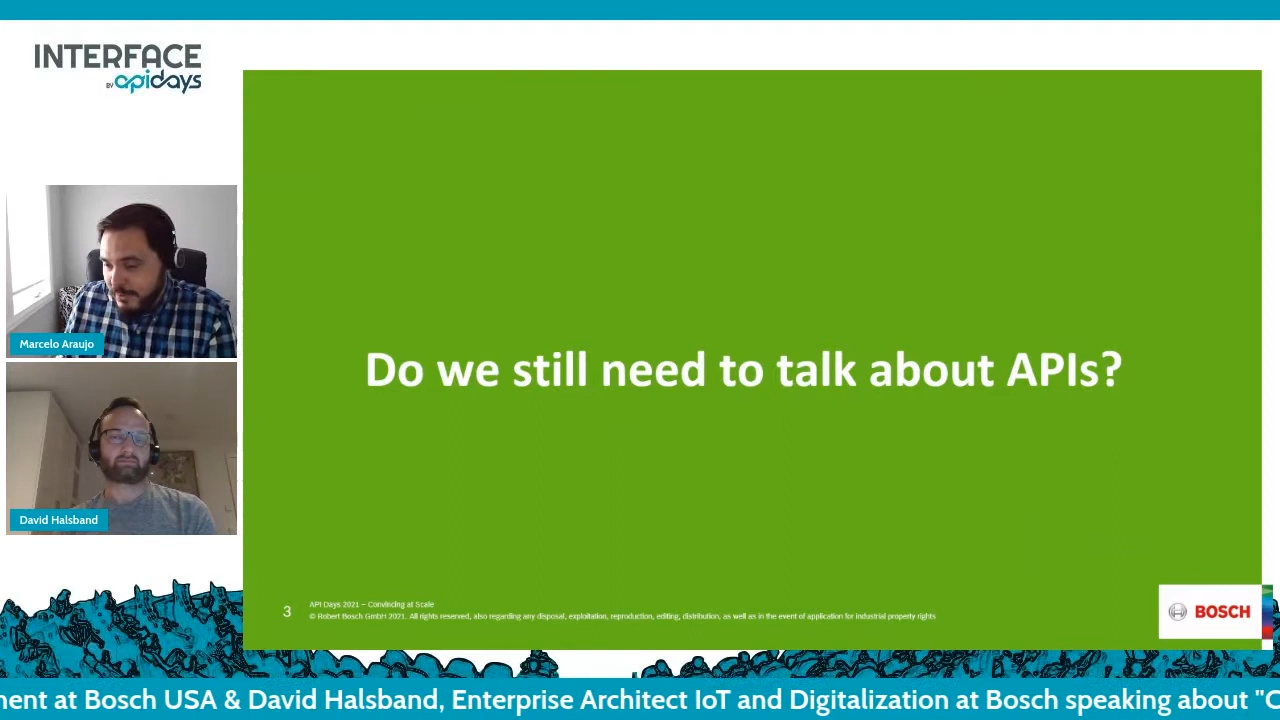 INTERFACE
BY apidays
Marcelo Araujo
David Halsband
Do we still need to talk about APIs?
3
API Days 2021 – Convincing at Scale
© Robert Bosch GmbH 2021. All rights reserved, also regarding any disposal, exploitation, reproduction, editing, distribution, as well as in the event of application for industrial property rights
BOSCH
nent at Bosch USA & David Halsband, Enterprise Architect IoT and Digitalization at Bosch speaking about "C